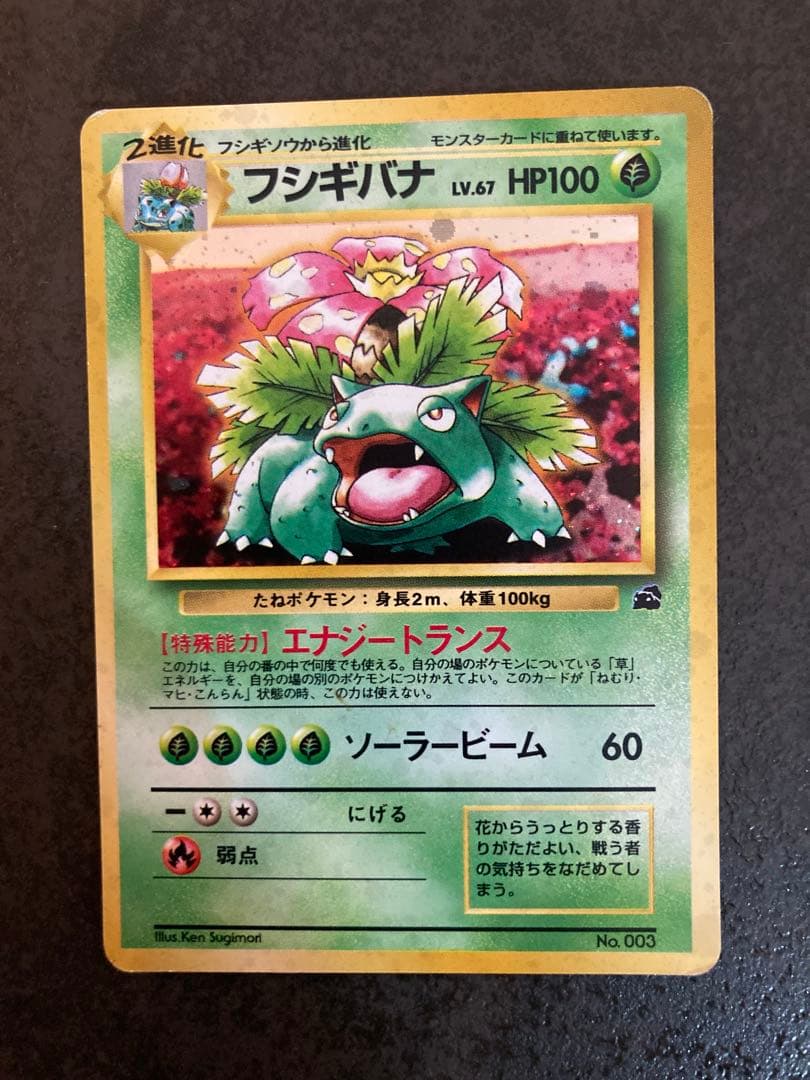 2進化
フシギソウから進化
モンスターカードに重ねて使います。
フシギバナ LV.67 HP100
たねポケモン：身長2m、体重100kg
【特殊能力】エナジートランス
この力は、自分の番の中で何度でも使える。自分の場のポケモンについている「草」
エネルギーを、自分の場の別のポケモンにつけかえてよい。このカードが「ねむり・
マヒ・こんらん」状態の時、この力は使えない。
ソーラービーム 60
ー にげる
弱点
花からうっとりする香
りがただよい、戦う者
の気持ちをなだめてし
まう。
Illus.Ken Sugimori
No. 003